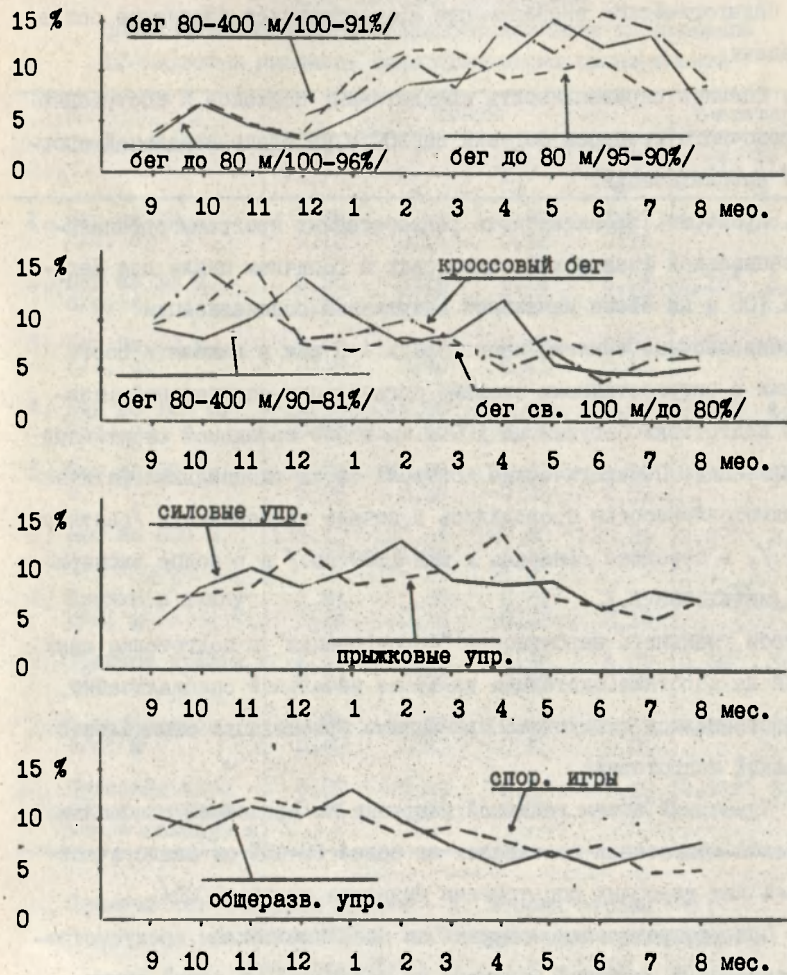 15 %
бег 80-400 м/100-91%/
10
5
0
бег до 80 м/100-96%/ бег до 80 м/95-90%/
9 10 11 12 1 2 3 4 5 6 7 8 мес.
15 %
кроссовый бег
10
5
0
бег 80-400 м/90-81%/ бег св. 100 м/до 80%/
9 10 11 12 1 2 3 4 5 6 7 8 мес.
15 %
силовые упр.
10
5
0
прыжковые упр.
9 10 11 12 1 2 3 4 5 6 7 8 мес.
15 %
спор. игры
10
5
0
общеразв. упр.
9 10 11 12 1 2 3 4 5 6 7 8 мес.